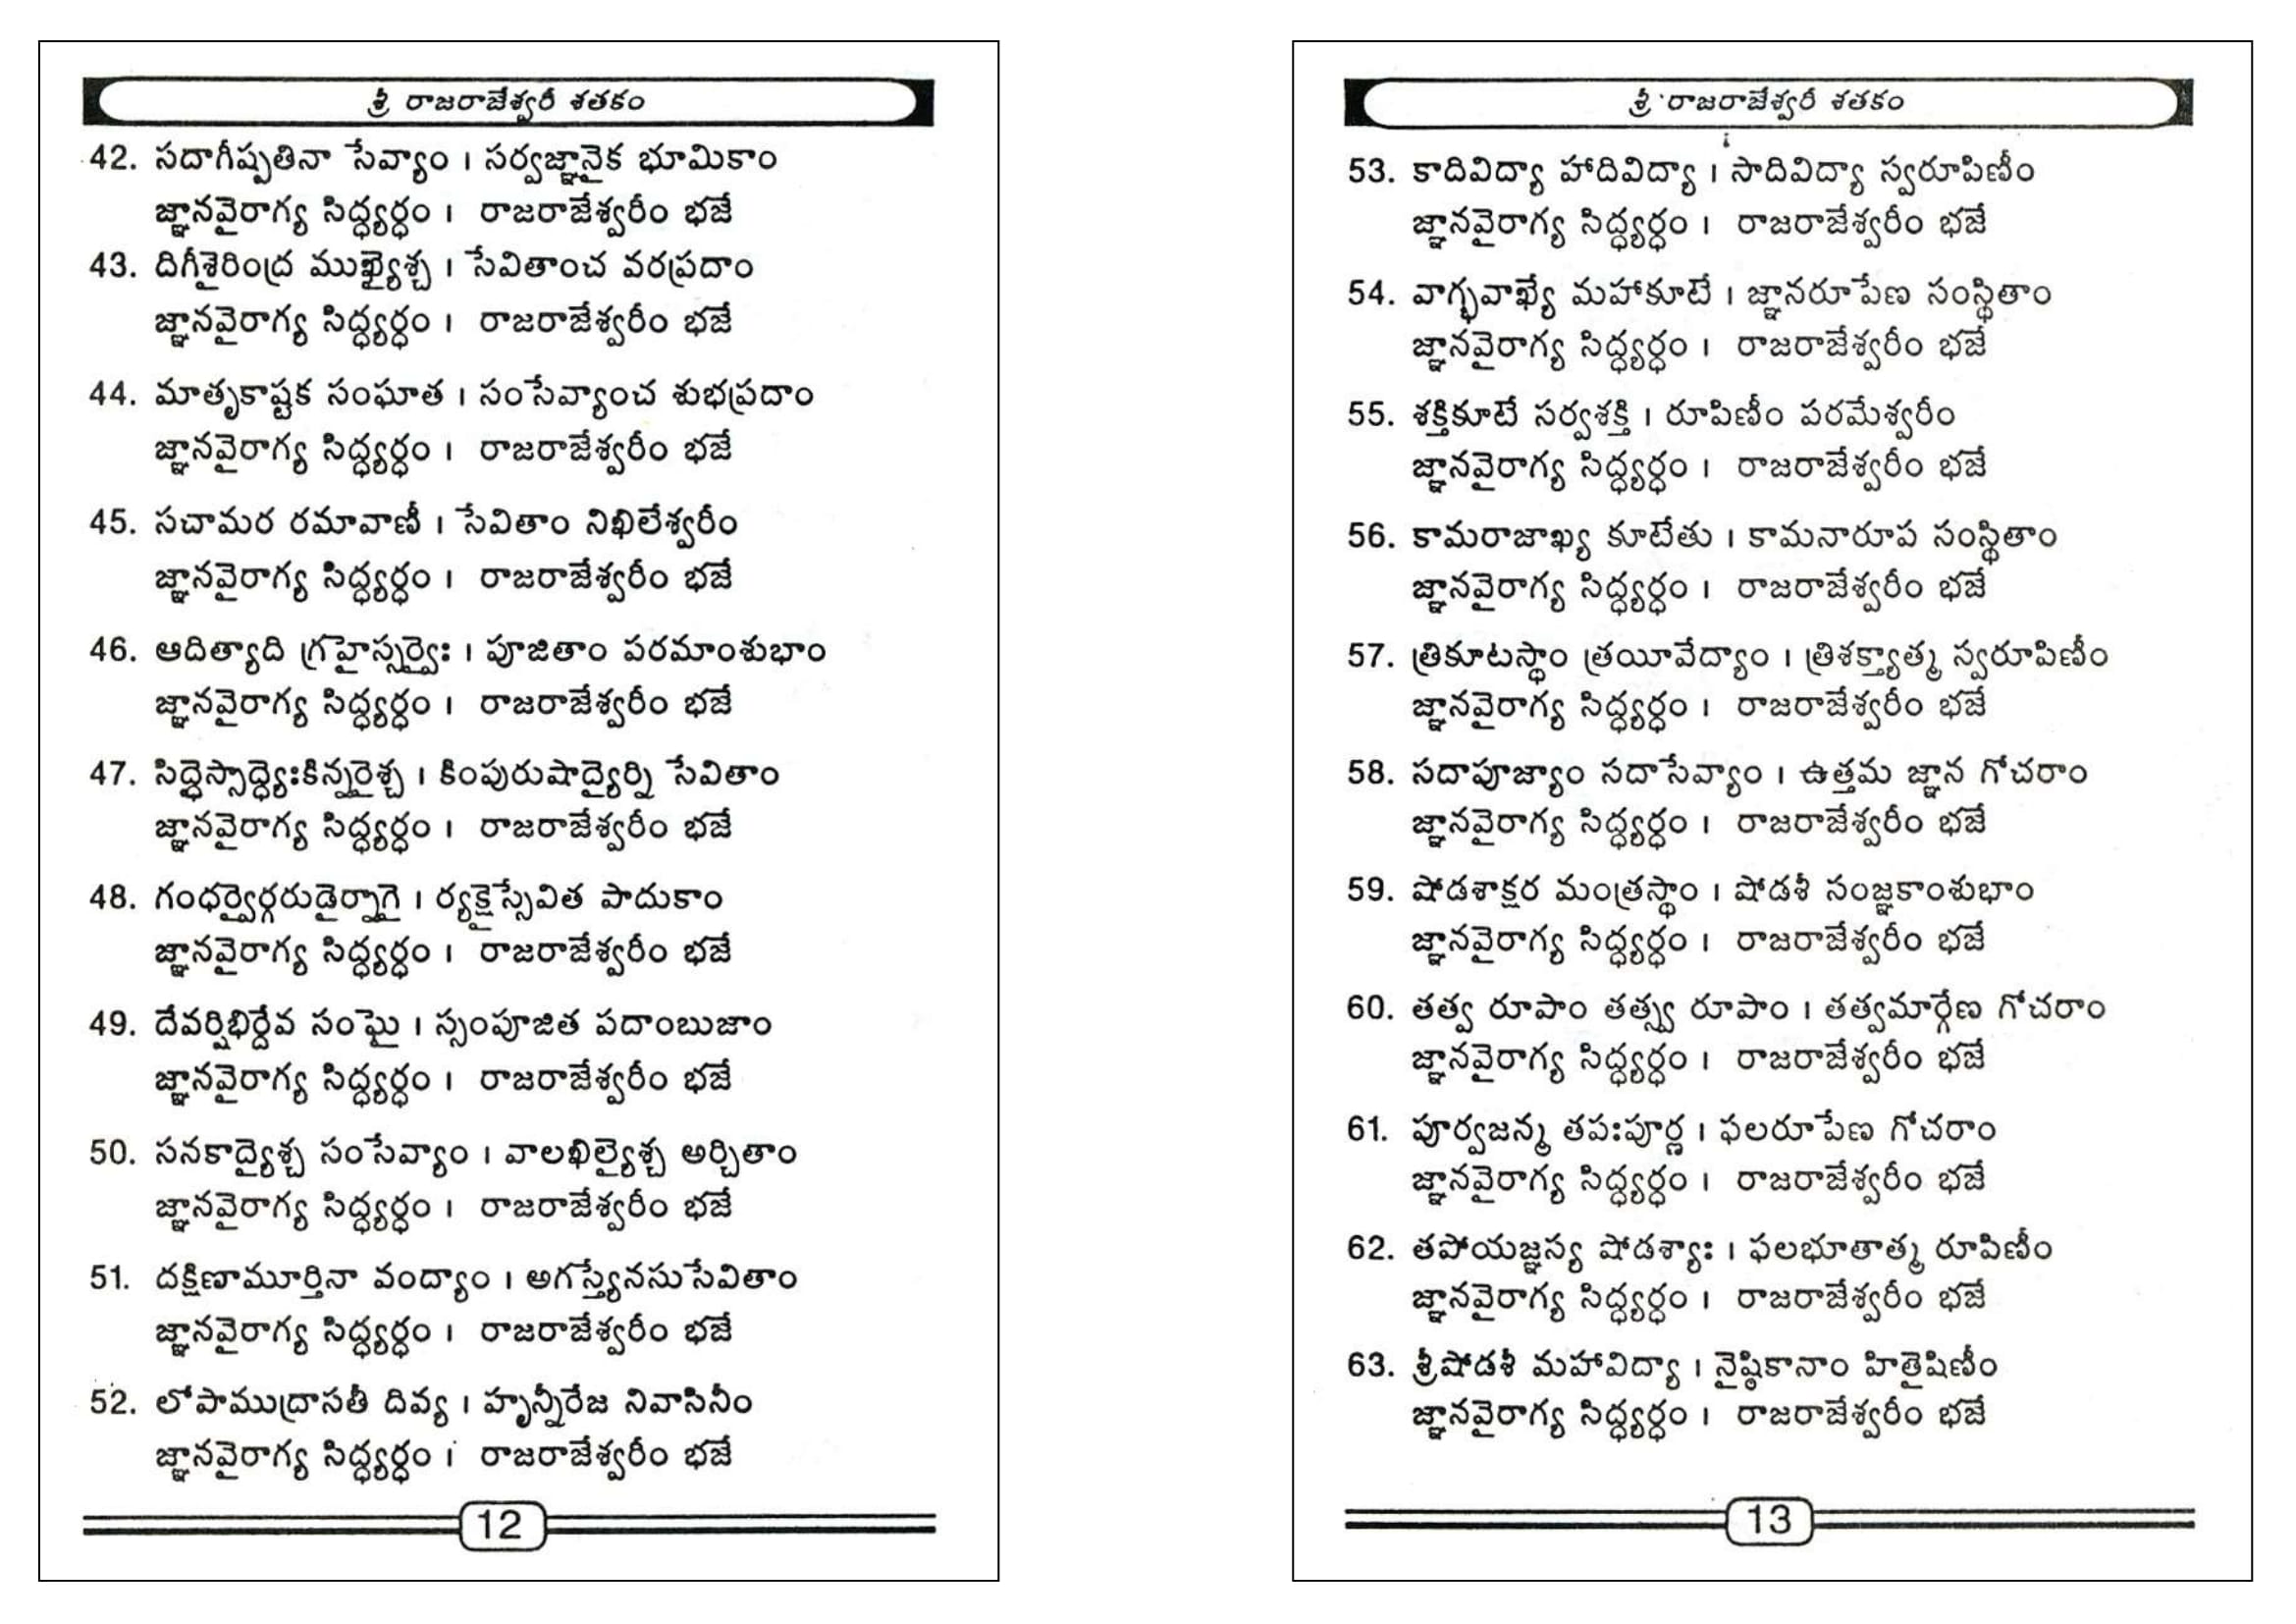 శ్రీ రాజరాజేశ్వరీ శతకం
42. సదాగీష్పతినా సేవ్యాం । సర్వజ్ఞానైక భూమికాం
జ్ఞానవైరాగ్య సిద్ధ్యర్థం । రాజరాజేశ్వరీం భజే
43. దిగీశైరింద్ర ముఖ్యైశ్చ । సేవితాంచ వరప్రదాం
జ్ఞానవైరాగ్య సిద్ధ్యర్థం । రాజరాజేశ్వరీం భజే
44. మాతృకాష్టక సంఘాత । సంసేవ్యాంచ శుభప్రదాం
జ్ఞానవైరాగ్య సిద్ధ్యర్థం । రాజరాజేశ్వరీం భజే
45. సచామర రమావాణీ । సేవితాం నిఖిలేశ్వరీం
జ్ఞానవైరాగ్య సిద్ధ్యర్థం । రాజరాజేశ్వరీం భజే
46. ఆదిత్యాది గ్రహైస్సర్వైః । పూజితాం పరమాంశుభాం
జ్ఞానవైరాగ్య సిద్ధ్యర్థం । రాజరాజేశ్వరీం భజే
47. సిద్ధైస్సాధ్యైఃకిన్నరైశ్చ । కింపురుషాద్యైర్ని సేవితాం
జ్ఞానవైరాగ్య సిద్ధ్యర్థం । రాజరాజేశ్వరీం భజే
48. గంధర్వైర్గరుడైర్నాగై । ర్యక్షైస్సేవిత పాదుకాం
జ్ఞానవైరాగ్య సిద్ధ్యర్థం । రాజరాజేశ్వరీం భజే
49. దేవర్షిభిర్దేవ సంఘై । స్సంపూజిత పదాంబుజాం
జ్ఞానవైరాగ్య సిద్ధ్యర్థం । రాజరాజేశ్వరీం భజే
50. సనకాద్యైశ్చ సంసేవ్యాం । వాలఖిల్యైశ్చ అర్చితాం
జ్ఞానవైరాగ్య సిద్ధ్యర్థం । రాజరాజేశ్వరీం భజే
51. దక్షిణామూర్తినా వంద్యాం । అగస్త్యేనసుసేవితాం
జ్ఞానవైరాగ్య సిద్ధ్యర్థం । రాజరాజేశ్వరీం భజే
52. లోపాముద్రాసతీ దివ్య । హృన్నీరేజ నివాసినీం
జ్ఞానవైరాగ్య సిద్ధ్యర్థం । రాజరాజేశ్వరీం భజే
12
శ్రీ రాజరాజేశ్వరీ శతకం
53. కాదివిద్యా హాదివిద్యా । సాదివిద్యా స్వరూపిణీం
జ్ఞానవైరాగ్య సిద్ధ్యర్థం । రాజరాజేశ్వరీం భజే
54. వాగ్భవాఖ్యే మహాకూటే । జ్ఞానరూపేణ సంస్థితాం
జ్ఞానవైరాగ్య సిద్ధ్యర్థం । రాజరాజేశ్వరీం భజే
55. శక్తికూటే సర్వశక్తి । రూపిణీం పరమేశ్వరీం
జ్ఞానవైరాగ్య సిద్ధ్యర్థం । రాజరాజేశ్వరీం భజే
56. కామరాజాఖ్య కూటేతు । కామనారూప సంస్థితాం
జ్ఞానవైరాగ్య సిద్ధ్యర్థం । రాజరాజేశ్వరీం భజే
57. త్రికూటస్థాం త్రయీవేద్యాం । త్రిశక్త్యాత్మ స్వరూపిణీం
జ్ఞానవైరాగ్య సిద్ధ్యర్థం । రాజరాజేశ్వరీం భజే
58. సదాపూజ్యాం సదాసేవ్యాం । ఉత్తమ జ్ఞాన గోచరాం
జ్ఞానవైరాగ్య సిద్ధ్యర్థం । రాజరాజేశ్వరీం భజే
59. షోడశాక్షర మంత్రస్థాం । షోడశీ సంజ్ఞకాంశుభాం
జ్ఞానవైరాగ్య సిద్ధ్యర్థం । రాజరాజేశ్వరీం భజే
60. తత్వ రూపాం తత్స్వ రూపాం । తత్వమార్గేణ గోచరాం
జ్ఞానవైరాగ్య సిద్ధ్యర్థం । రాజరాజేశ్వరీం భజే
61. పూర్వజన్మ తపఃపూర్ణ । ఫలరూపేణ గోచరాం
జ్ఞానవైరాగ్య సిద్ధ్యర్థం । రాజరాజేశ్వరీం భజే
62. తపోయజ్ఞస్య షోడశ్యాః । ఫలభూతాత్మ రూపిణీం
జ్ఞానవైరాగ్య సిద్ధ్యర్థం । రాజరాజేశ్వరీం భజే
63. శ్రీషోడశీ మహావిద్యా । నైష్ఠికానాం హితైషిణీం
జ్ఞానవైరాగ్య సిద్ధ్యర్థం । రాజరాజేశ్వరీం భజే
13